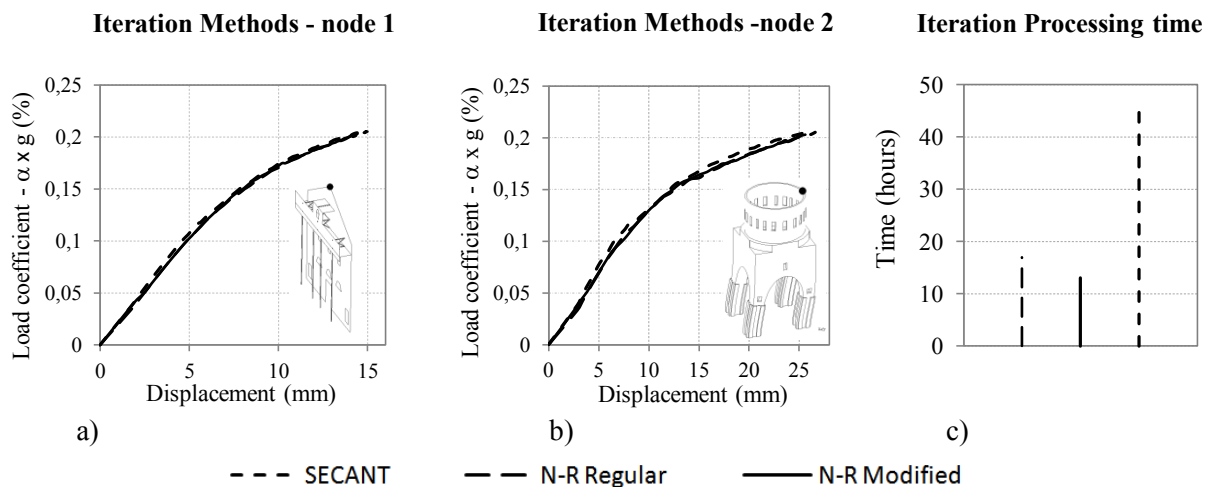 Iteration Methods - node 1
Load coefficient - α x g (%)
0,25
0,2
0,15
0,1
0,05
0
0 5 10 15
Displacement (mm)
a)
Iteration Methods -node 2
Load coefficient - α x g (%)
0,25
0,2
0,15
0,1
0,05
0
0 5 10 15 20 25
Displacement (mm)
b)
Iteration Processing time
Time (hours)
50
40
30
20
10
0
c)
SECANT N-R Regular N-R Modified